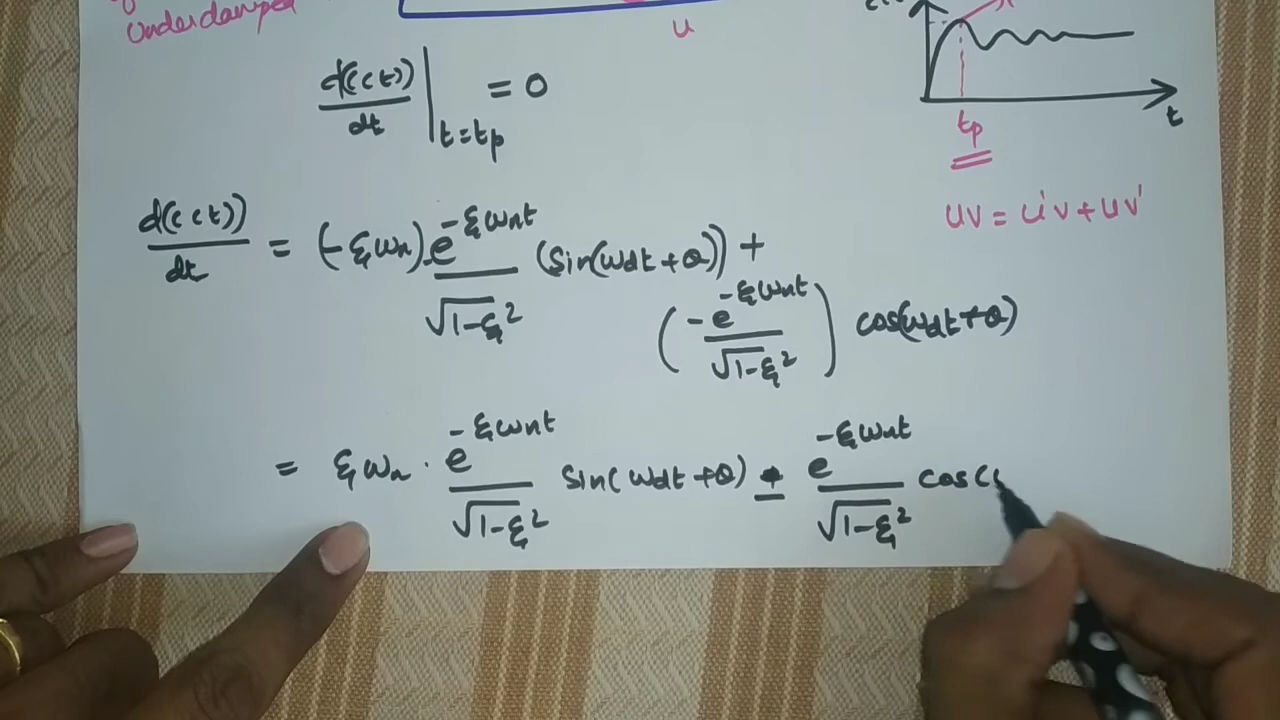 Underdamped
u
d(c(t))/dt |t=tp = 0
t
tp
uv = u'v + uv'
d(c(t))/dt = (-ξωn).e^-ξωnt/√1-ξ² (sin(ωdt+θ)) +
(-e^-ξωnt/√1-ξ²) cos(ωdt+θ)
= ξωn . e^-ξωnt/√1-ξ² sin(ωdt+θ) + e^-ξωnt/√1-ξ² cos(